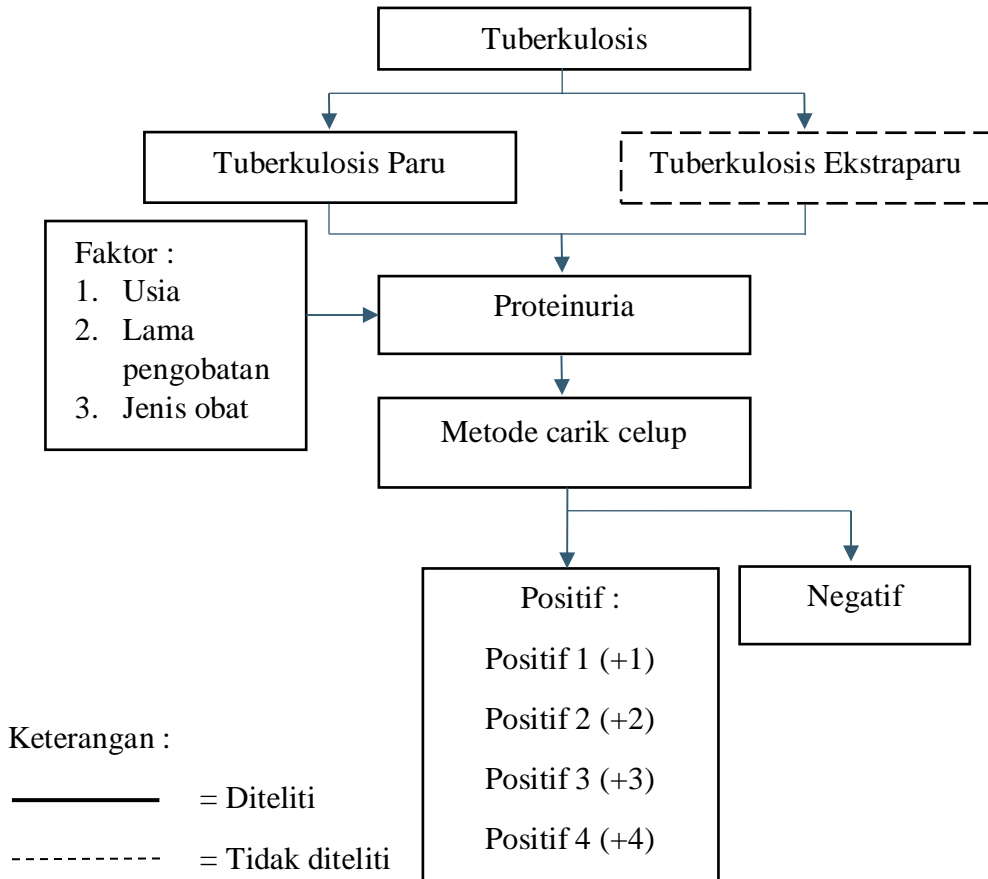 Tuberkulosis
Tuberkulosis Paru
Tuberkulosis Ekstraparu
Faktor :
1. Usia
2. Lama
pengobatan
3. Jenis obat
Proteinuria
Metode carik celup
Positif :
Positif 1 (+1)
Positif 2 (+2)
Positif 3 (+3)
Positif 4 (+4)
Negatif
Keterangan :
= Diteliti
= Tidak diteliti